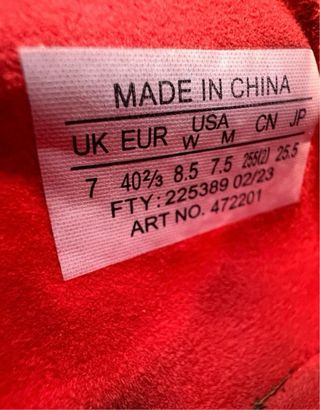 MADE IN CHINA
UK EUR USA W M CN JP
7 40⅔ 8.5 7.5 255(2) 25.5
FTY: 225389 02/23
ART NO. 472201